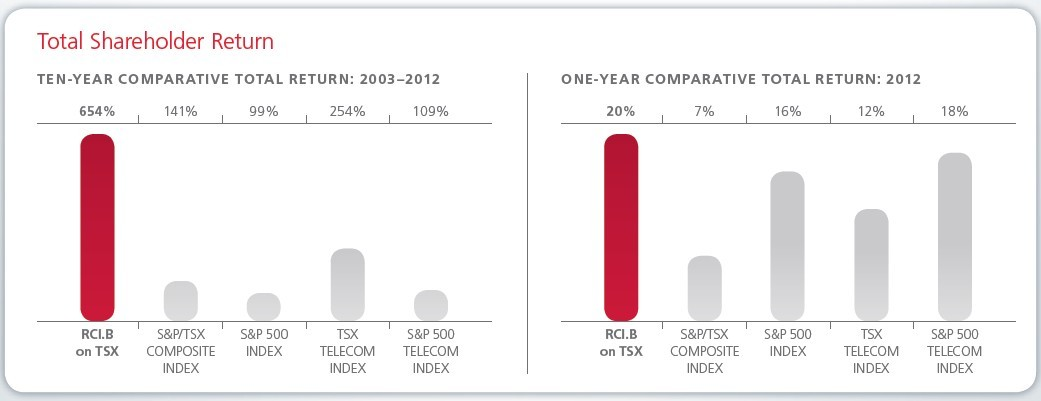 Total Shareholder Return
TEN-YEAR COMPARATIVE TOTAL RETURN: 2003–2012
654% 141% 99% 254% 109%
RCI.B S&P/TSX S&P 500 TSX S&P 500
on TSX COMPOSITE INDEX TELECOM TELECOM
INDEX INDEX INDEX
ONE-YEAR COMPARATIVE TOTAL RETURN: 2012
20% 7% 16% 12% 18%
RCI.B S&P/TSX S&P 500 TSX S&P 500
on TSX COMPOSITE INDEX TELECOM TELECOM
INDEX INDEX INDEX